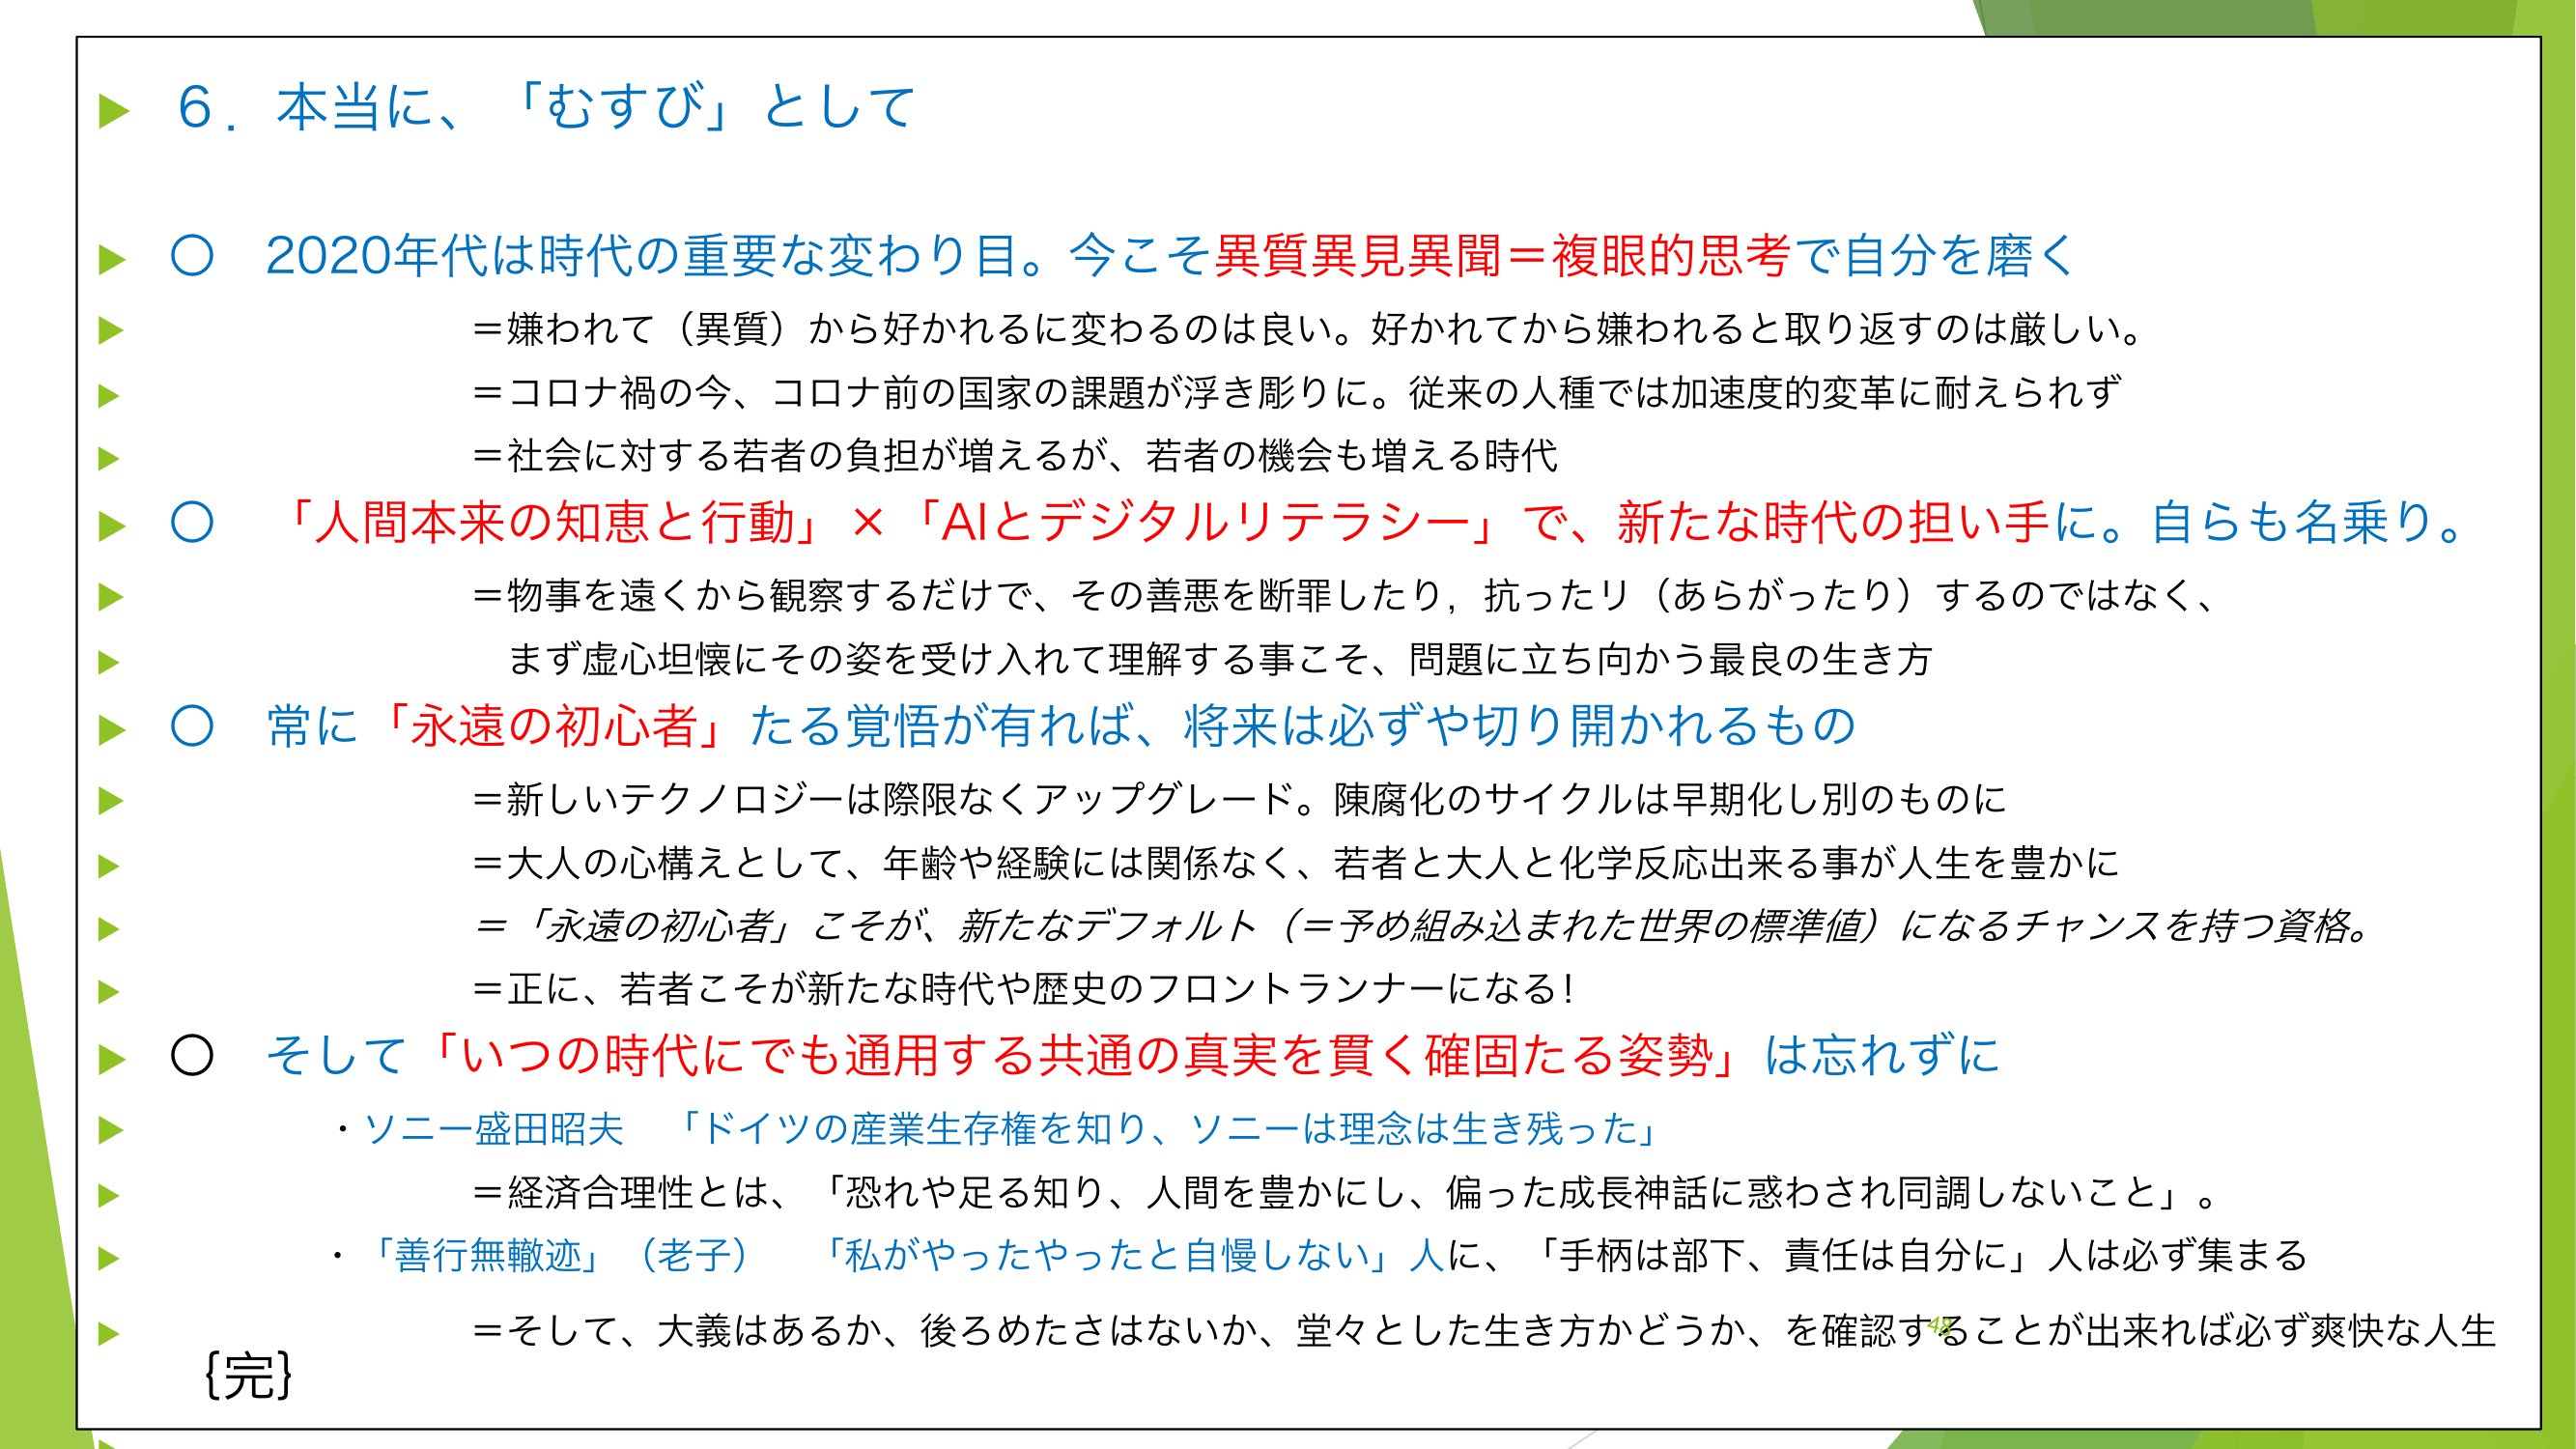 ６．本当に、「むすび」として
〇　2020年代は時代の重要な変わり目。今こそ異質異見異聞＝複眼的思考で自分を磨く
＝嫌われて（異質）から好かれるに変わるのは良い。好かれてから嫌われると取り返すのは厳しい。
＝コロナ禍の今、コロナ前の国家の課題が浮き彫りに。従来の人種では加速度的変革に耐えられず
＝社会に対する若者の負担が増えるが、若者の機会も増える時代
〇　「人間本来の知恵と行動」×「AIとデジタルリテラシー」で、新たな時代の担い手に。自らも名乗り。
＝物事を遠くから観察するだけで、その善悪を断罪したり，抗ったリ（あらがったり）するのではなく、
まず虚心坦懐にその姿を受け入れて理解する事こそ、問題に立ち向かう最良の生き方
〇　常に「永遠の初心者」たる覚悟が有れば、将来は必ずや切り開かれるもの
＝新しいテクノロジーは際限なくアップグレード。陳腐化のサイクルは早期化し別のものに
＝大人の心構えとして、年齢や経験には関係なく、若者と大人と化学反応出来る事が人生を豊かに
＝「永遠の初心者」こそが、新たなデフォルト（＝予め組み込まれた世界の標準値）になるチャンスを持つ資格。
＝正に、若者こそが新たな時代や歴史のフロントランナーになる！
〇　そして「いつの時代にでも通用する共通の真実を貫く確固たる姿勢」は忘れずに
・ソニー盛田昭夫　「ドイツの産業生存権を知り、ソニーは理念は生き残った」
＝経済合理性とは、「恐れや足る知り、人間を豊かにし、偏った成長神話に惑わされ同調しないこと」。
・「善行無轍迹」（老子）　「私がやったやったと自慢しない」人に、「手柄は部下、責任は自分に」人は必ず集まる
＝そして、大義はあるか、後ろめたさはないか、堂々とした生き方かどうか、を確認することが出来れば必ず爽快な人生
48
{完}